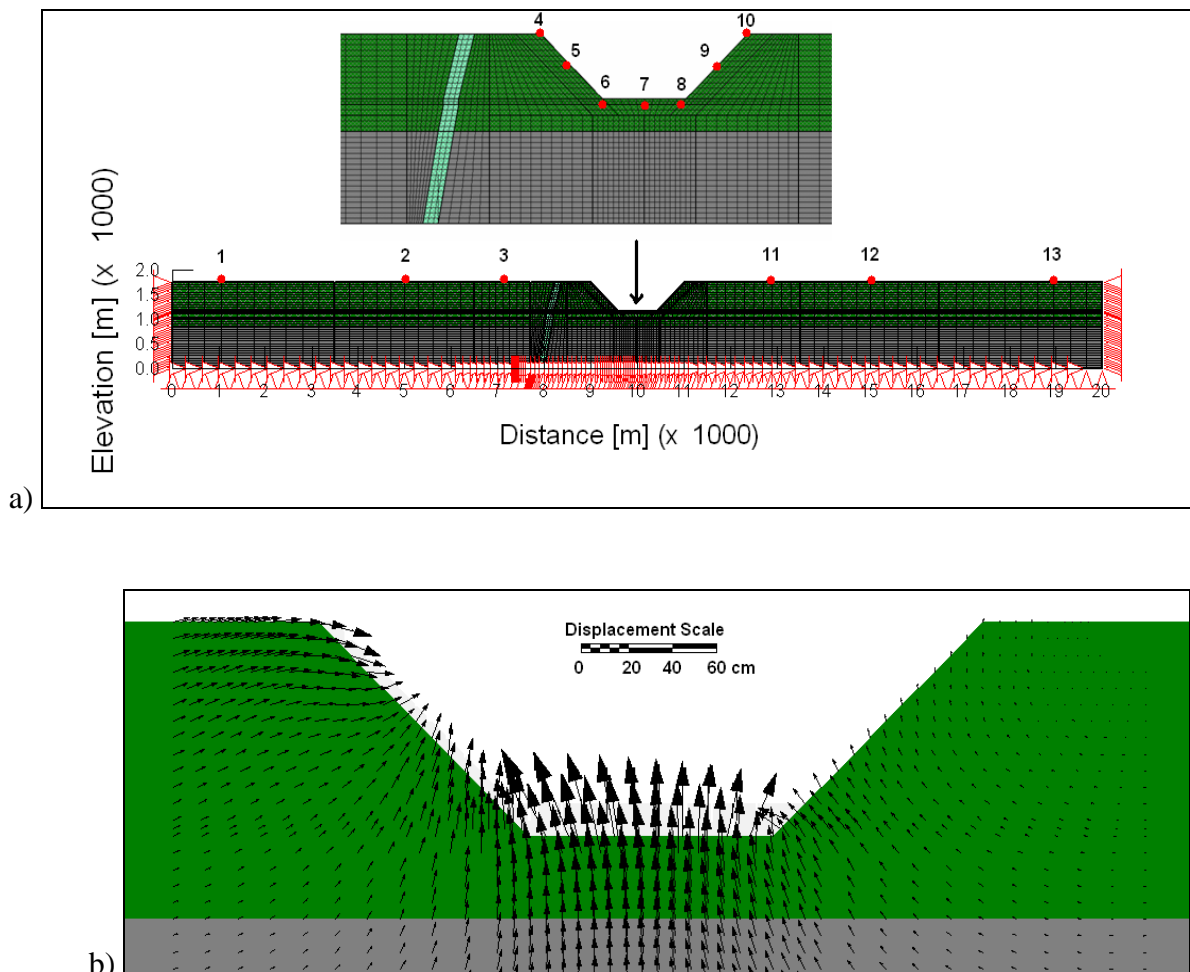 4 10
5 9
6 7 8
Elevation [m] (x 1000)
1 2 3 11 12 13
2.0
1.5
1.0
0.5
0.0
0 1 2 3 4 5 6 7 8 9 10 11 12 13 14 15 16 17 18 19 20
Distance [m] (x 1000)
a)
Displacement Scale
0 20 40 60 cm
b)